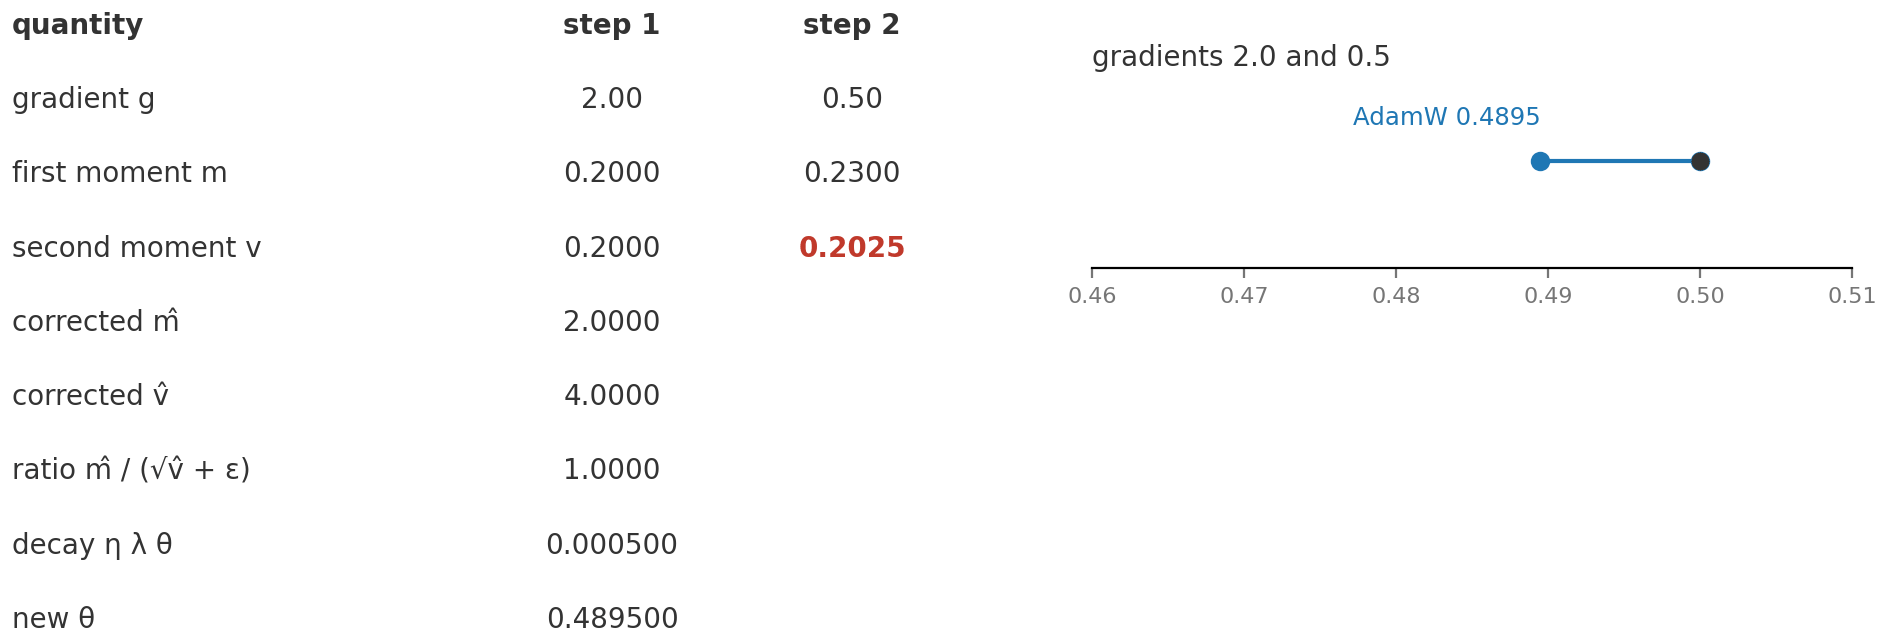 quantity step 1 step 2
gradient g 2.00 0.50
first moment m 0.2000 0.2300
second moment v 0.2000 0.2025
corrected m̂ 2.0000
corrected v̂ 4.0000
ratio m̂ / (√v̂ + ε) 1.0000
decay η λ θ 0.000500
new θ 0.489500
gradients 2.0 and 0.5
AdamW 0.4895
0.46 0.47 0.48 0.49 0.50 0.51